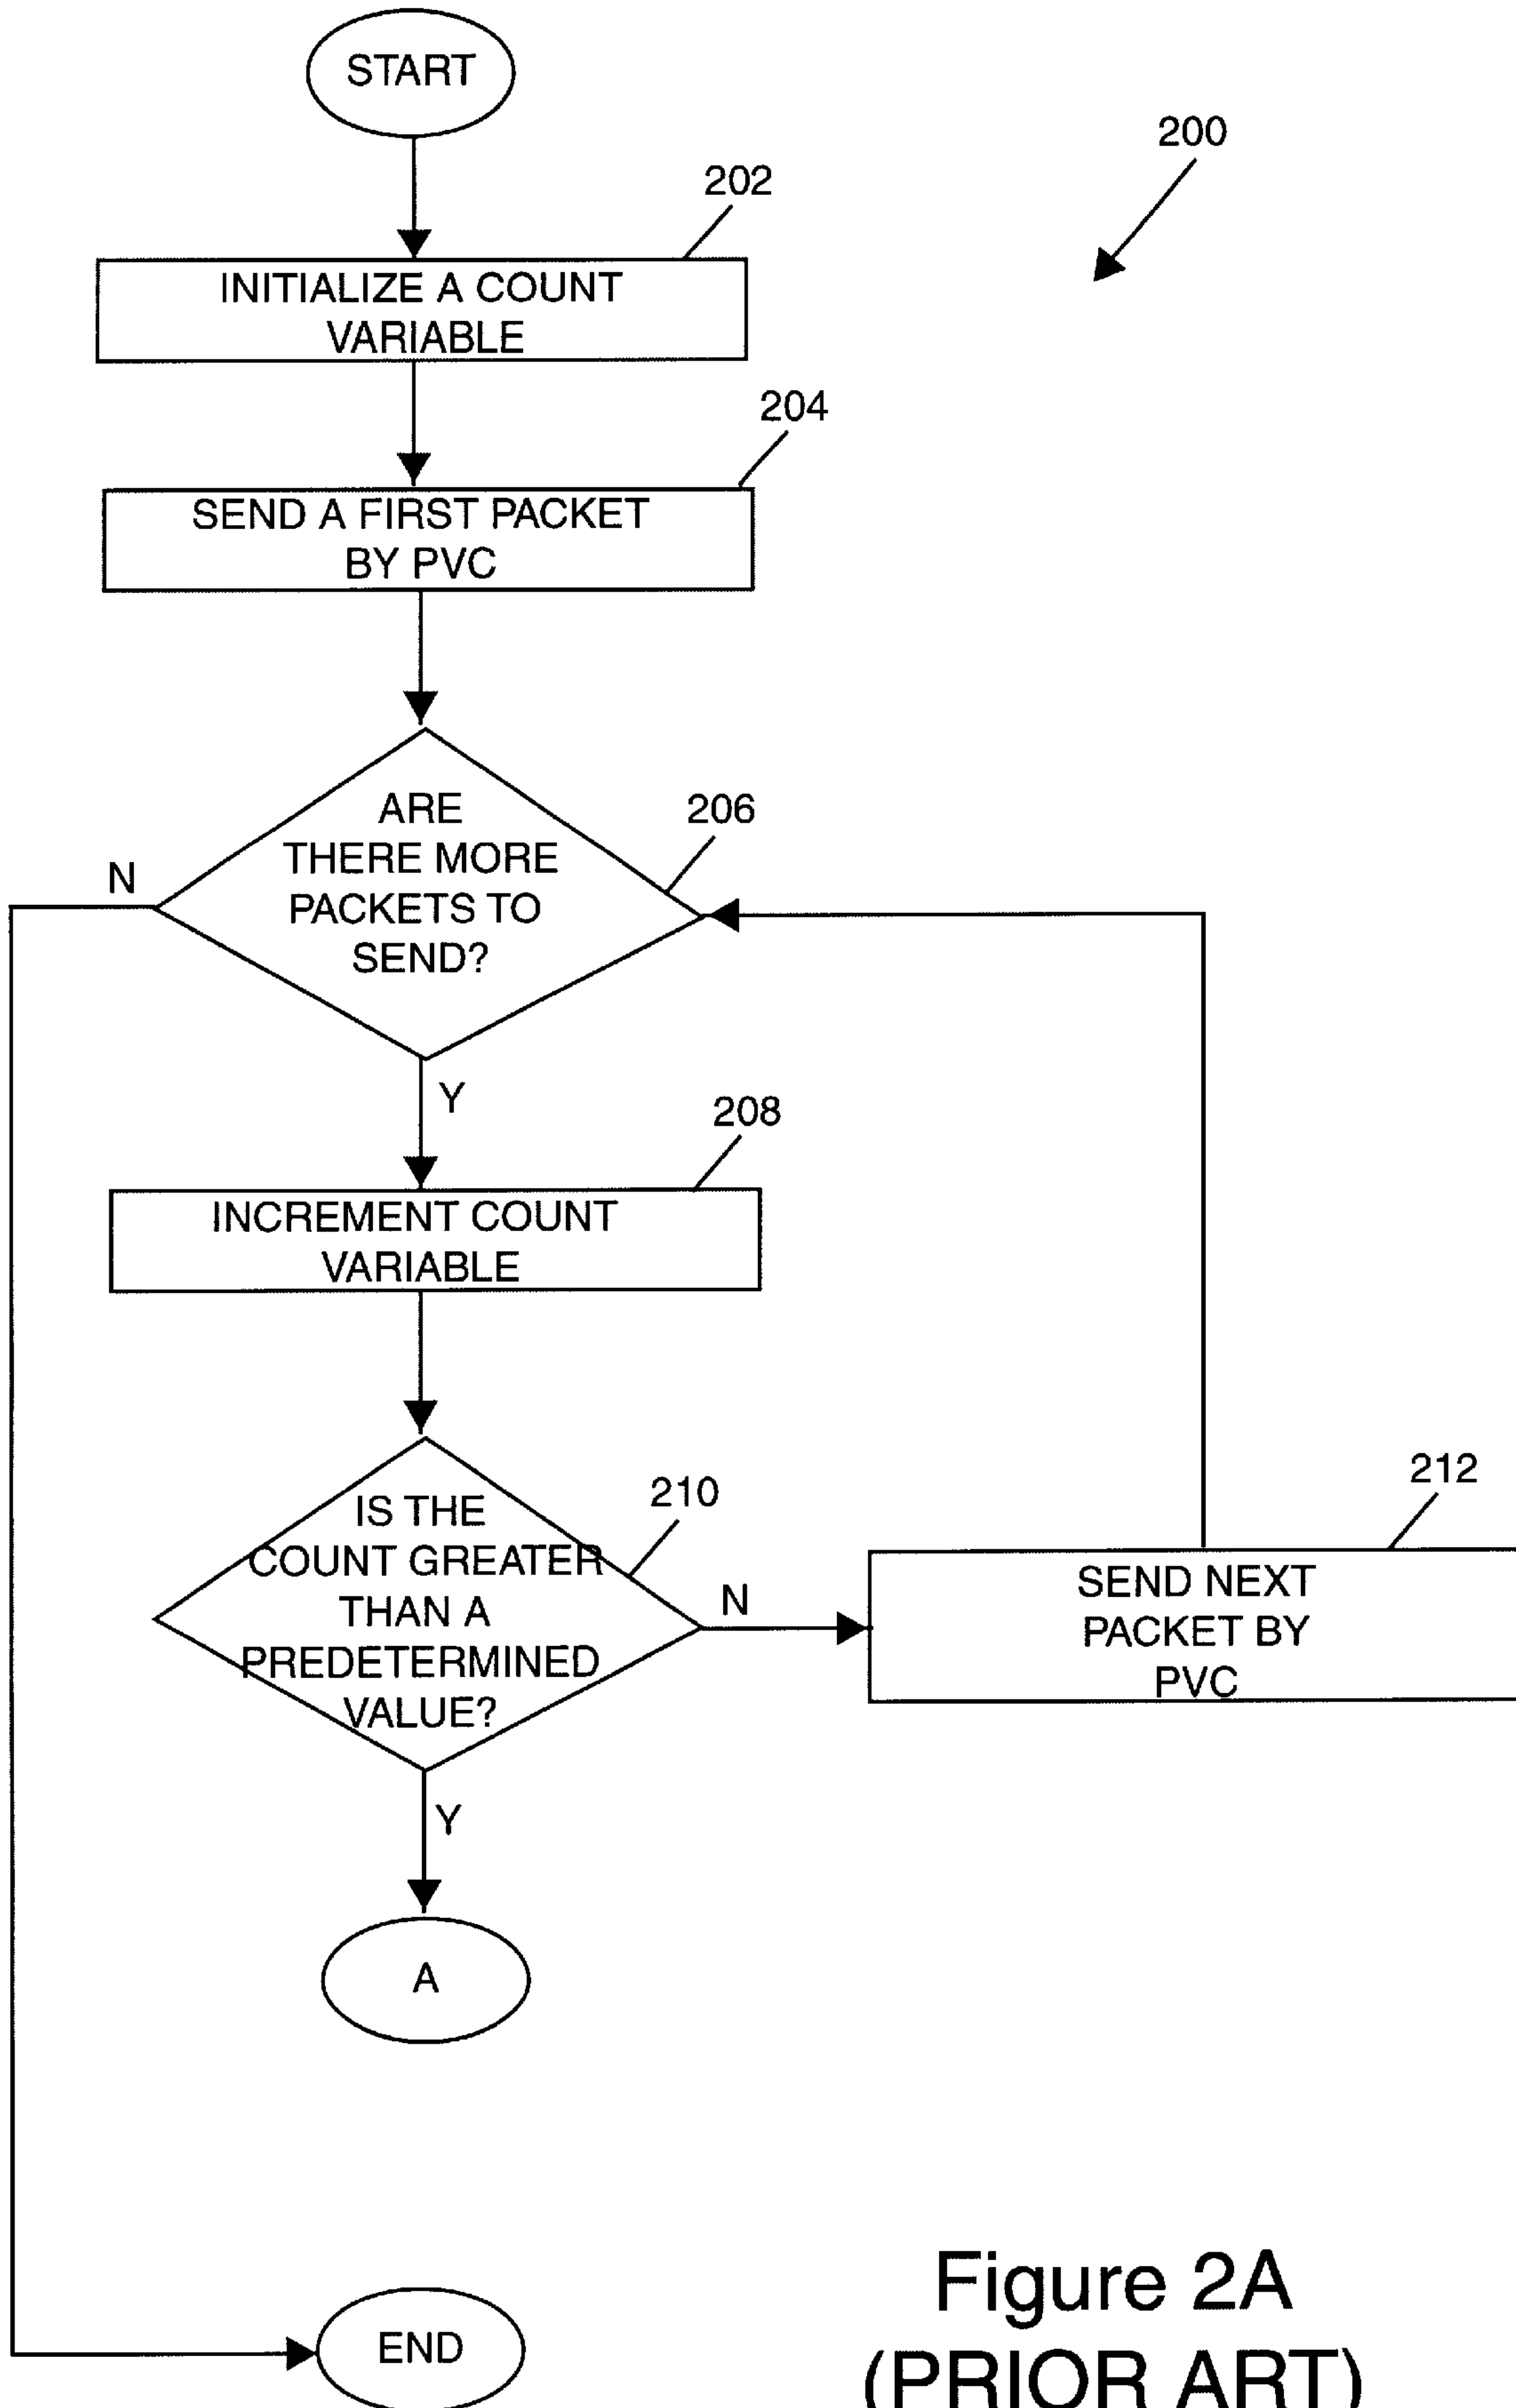 START
200
202
INITIALIZE A COUNT
VARIABLE
204
SEND A FIRST PACKET
BY PVC
206
ARE
THERE MORE
PACKETS TO
SEND?
N
Y
208
INCREMENT COUNT
VARIABLE
210
IS THE
COUNT GREATER
THAN A
PREDETERMINED
VALUE?
N
212
SEND NEXT
PACKET BY
PVC
Y
A
END
Figure 2A
(PRIOR ART)